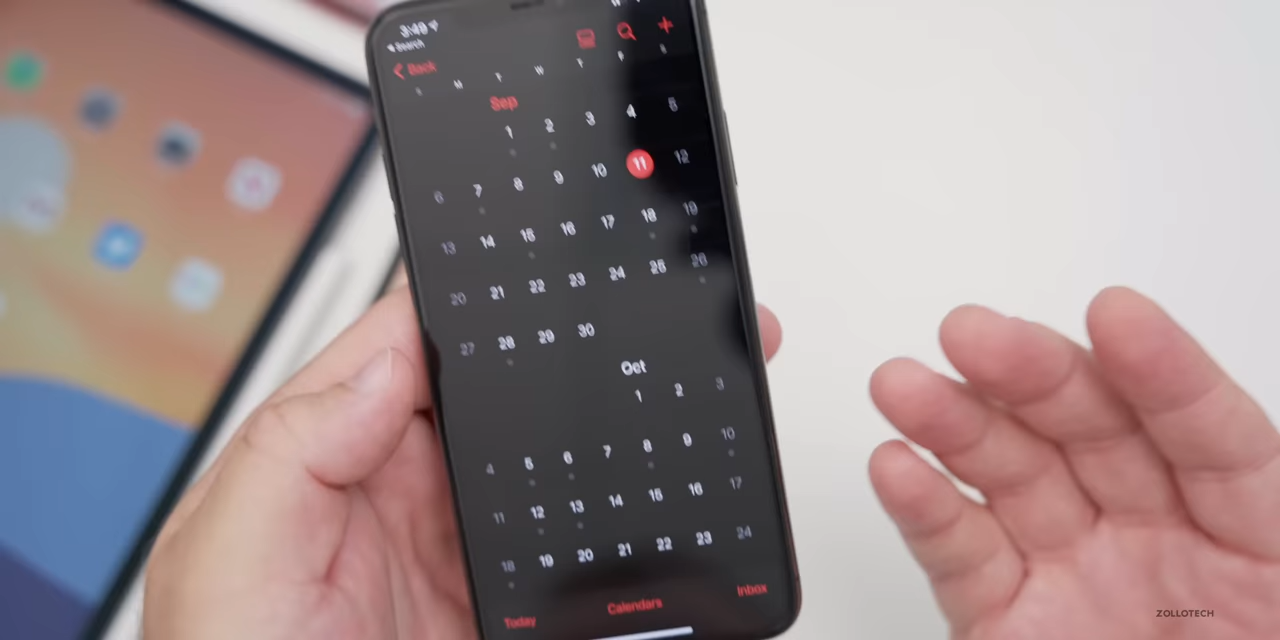 3:49
Search
Back
S M T W T F S
Sep
1 2 3 4 5
6 7 8 9 10 11 12
13 14 15 16 17 18 19
20 21 22 23 24 25 26
27 28 29 30
Oct
1 2 3
4 5 6 7 8 9 10
11 12 13 14 15 16 17
18 19 20 21 22 23 24
Today Calendars Inbox
ZOLLOTECH